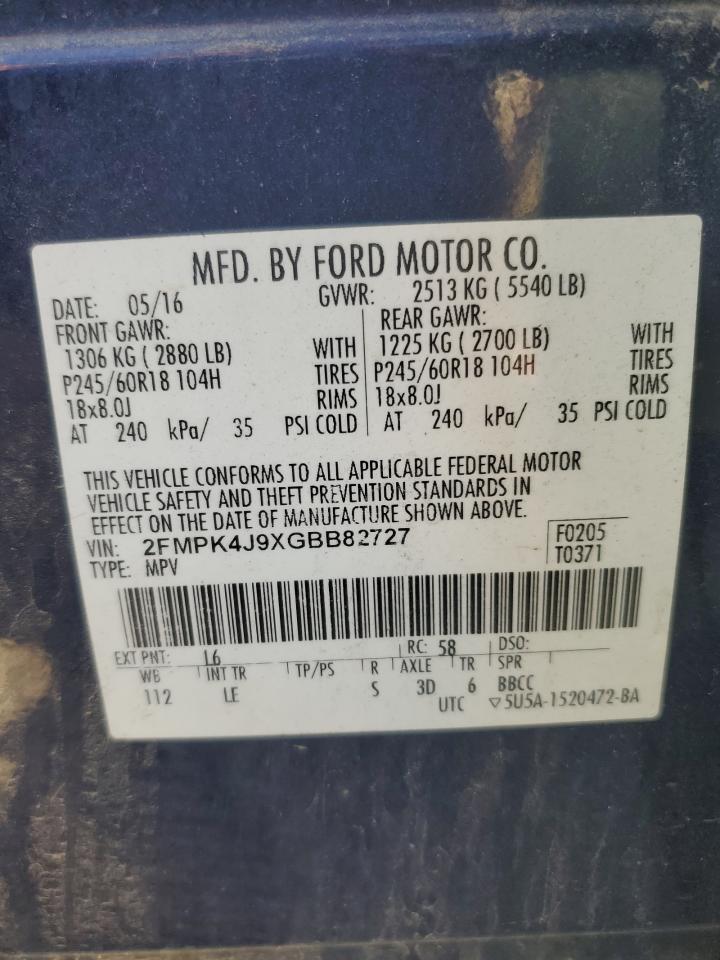 MFD. BY FORD MOTOR CO.
DATE: 05/16 GVWR: 2513 KG ( 5540 LB)
FRONT GAWR: REAR GAWR:
1306 KG ( 2880 LB) WITH 1225 KG ( 2700 LB) WITH
P245/60R18 104H TIRES P245/60R18 104H TIRES
18x8.0J RIMS 18x8.0J RIMS
AT 240 kPa/ 35 PSI COLD AT 240 kPa/ 35 PSI COLD
THIS VEHICLE CONFORMS TO ALL APPLICABLE FEDERAL MOTOR
VEHICLE SAFETY AND THEFT PREVENTION STANDARDS IN
EFFECT ON THE DATE OF MANUFACTURE SHOWN ABOVE.
VIN: 2FMPK4J9XGBB82727 F0205
TYPE: MPV T0371
EXT PNT: L6 RC: 58 DSO:
WB INT TR TP/PS R AXLE TR SPR
112 LE S 3D 6 BBCC
UTC ▽5U5A-1520472-BA